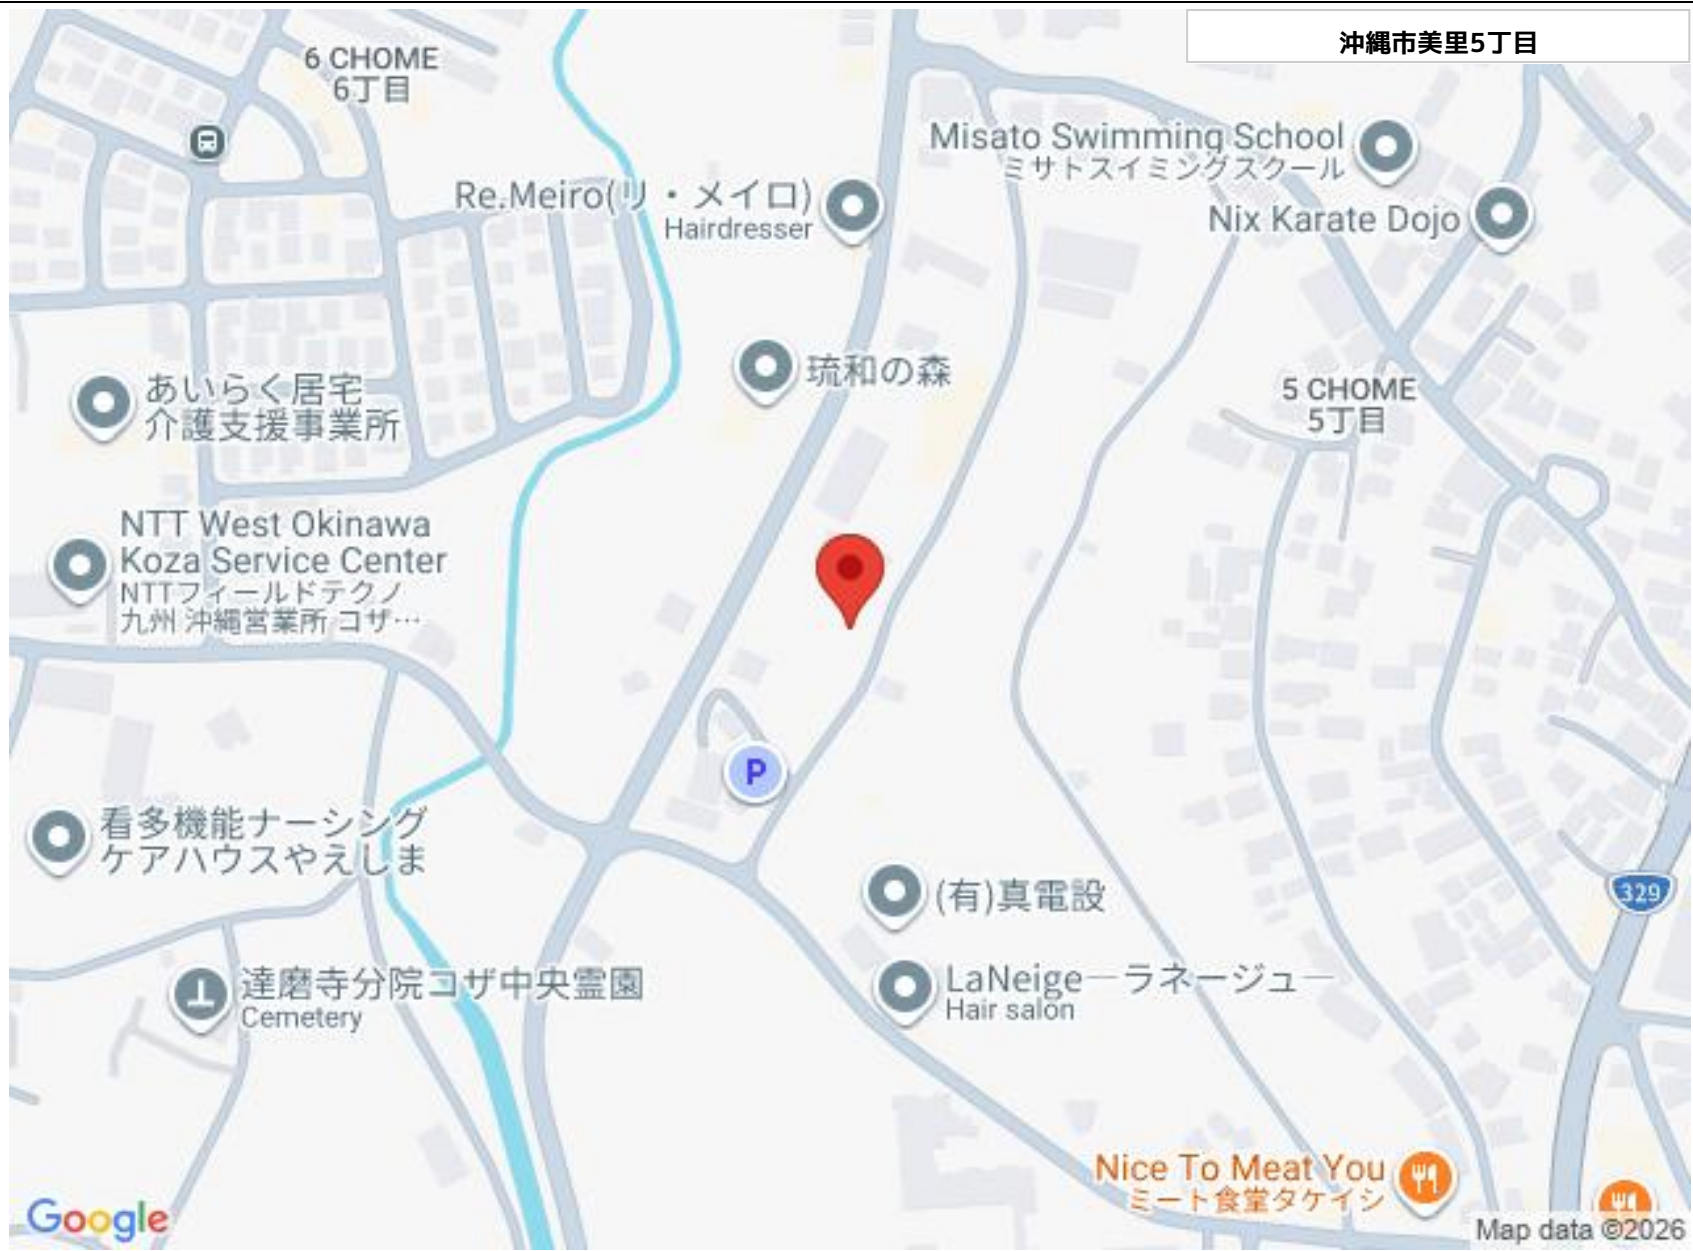 沖縄市美里5丁目
6 CHOME
6丁目
Misato Swimming School
ミサトスイミングスクール
Re.Meiro(リ・メイロ)
Hairdresser
Nix Karate Dojo
琉和の森
あいらく居宅
介護支援事業所
5 CHOME
5丁目
NTT West Okinawa
Koza Service Center
NTTフィールドテクノ
九州 沖縄営業所 コザ…
P
看多機能ナーシング
ケアハウスやえしま
(有)真電設
329
達磨寺分院コザ中央霊園
Cemetery
LaNeige―ラネージュ―
Hair salon
Nice To Meat You
ミート食堂タケイシ
Google
Map data ©2026